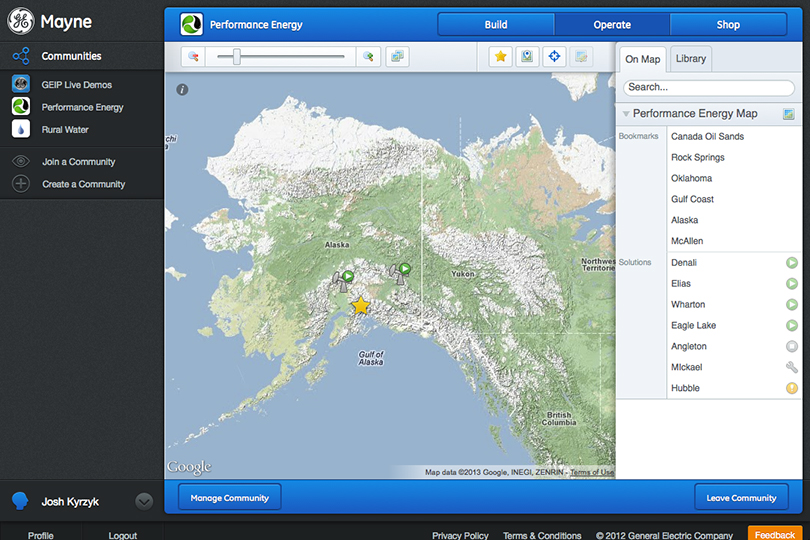 Mayne
Communities
GEIP Live Demos
Performance Energy
Rural Water
Join a Community
Create a Community
Performance Energy
Build
Operate
Shop
chi
Alaska
Yukon
Northwest
Territories
Gulf of
Alaska
British
Columbia
Google
Map data ©2013 Google, INEGI, ZENRIN - Terms of Use
On Map
Library
Search...
Performance Energy Map
Bookmarks
Canada Oil Sands
Rock Springs
Oklahoma
Gulf Coast
Alaska
McAllen
Solutions
Denali
Elias
Wharton
Eagle Lake
Angleton
MIckael
Hubble
Josh Kyrzyk
Manage Community
Leave Community
Profile
Logout
Privacy Policy
Terms & Conditions
© 2012 General Electric Company
Feedback